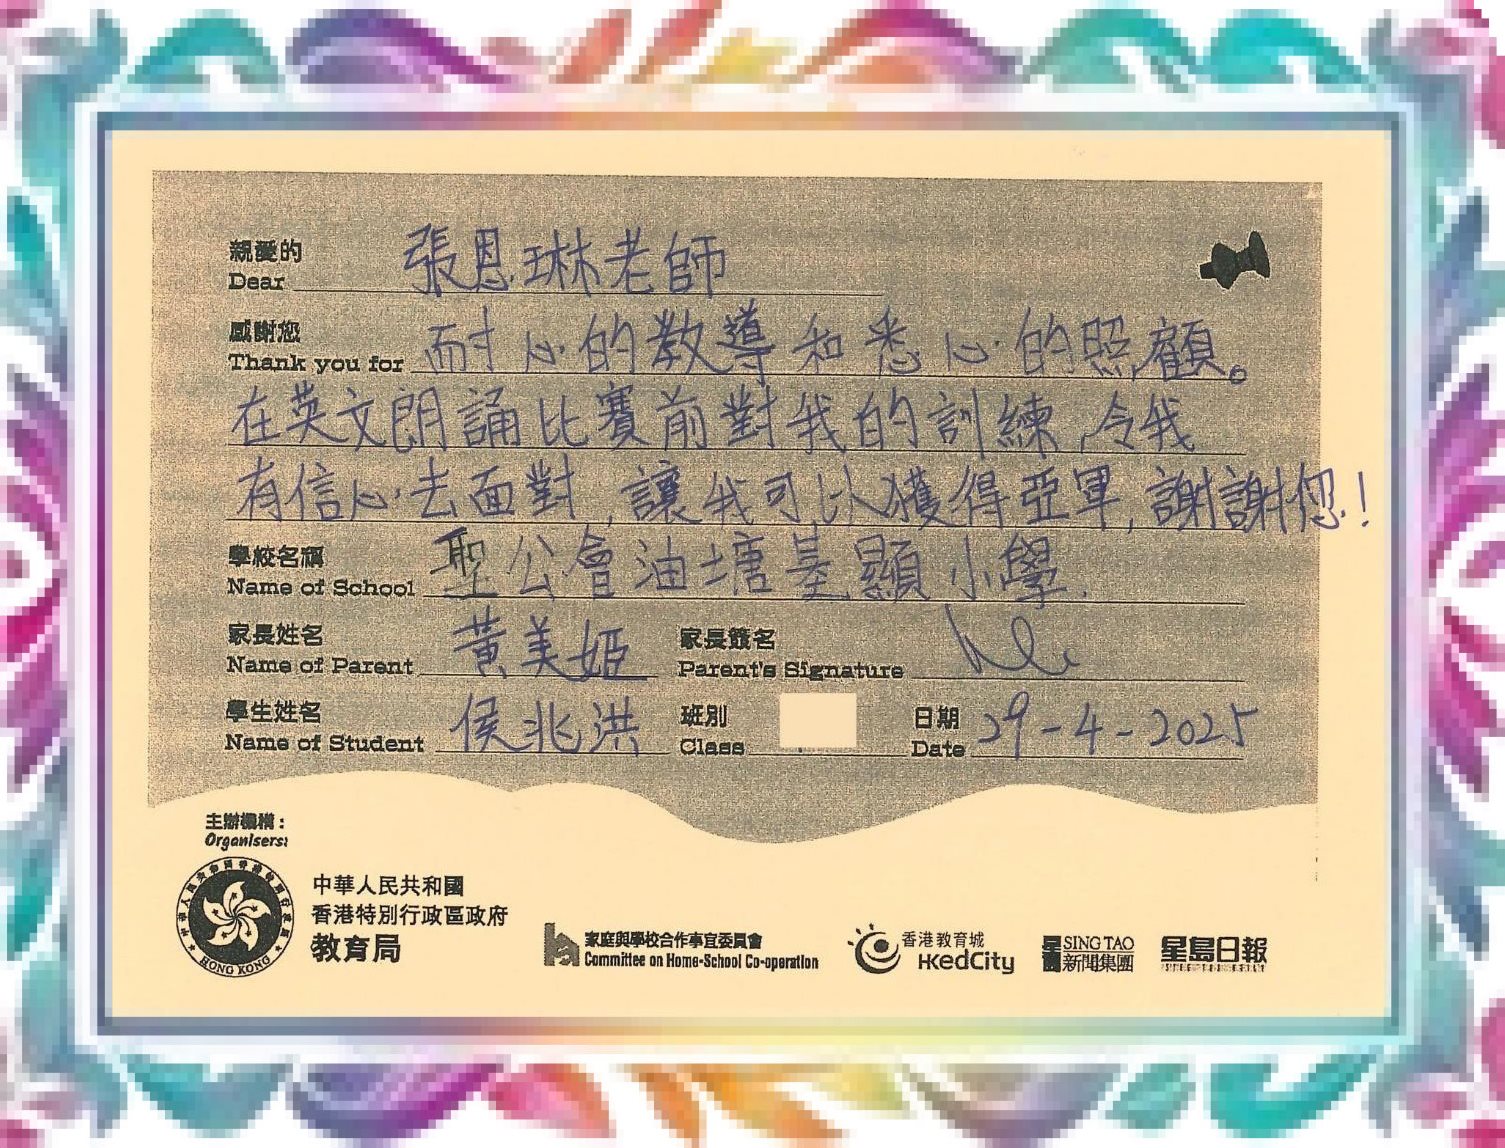 親愛的 張恩琳老師
Dear
感謝您
Thank you for 耐心的教導和悉心的照顧。
在英文朗誦比賽前對我的訓練,令我
有信心去面對,讓我可以獲得亞軍,謝謝您!
學校名稱 聖公會油塘基顯小學.
Name of School
家長姓名 黃美姬 家長簽名
Name of Parent Parent's Signature
學生姓名 侯兆洪 班別 日期 29-4-2025
Name of Student Class Date
主辦機構:
Organisers:
HONG KONG
中華人民共和國
香港特別行政區政府
教育局
家庭與學校合作事宜委員會
Committee on Home-School Co-operation
香港教育城
HKedCity
SING TAO
新聞集團
星島日報